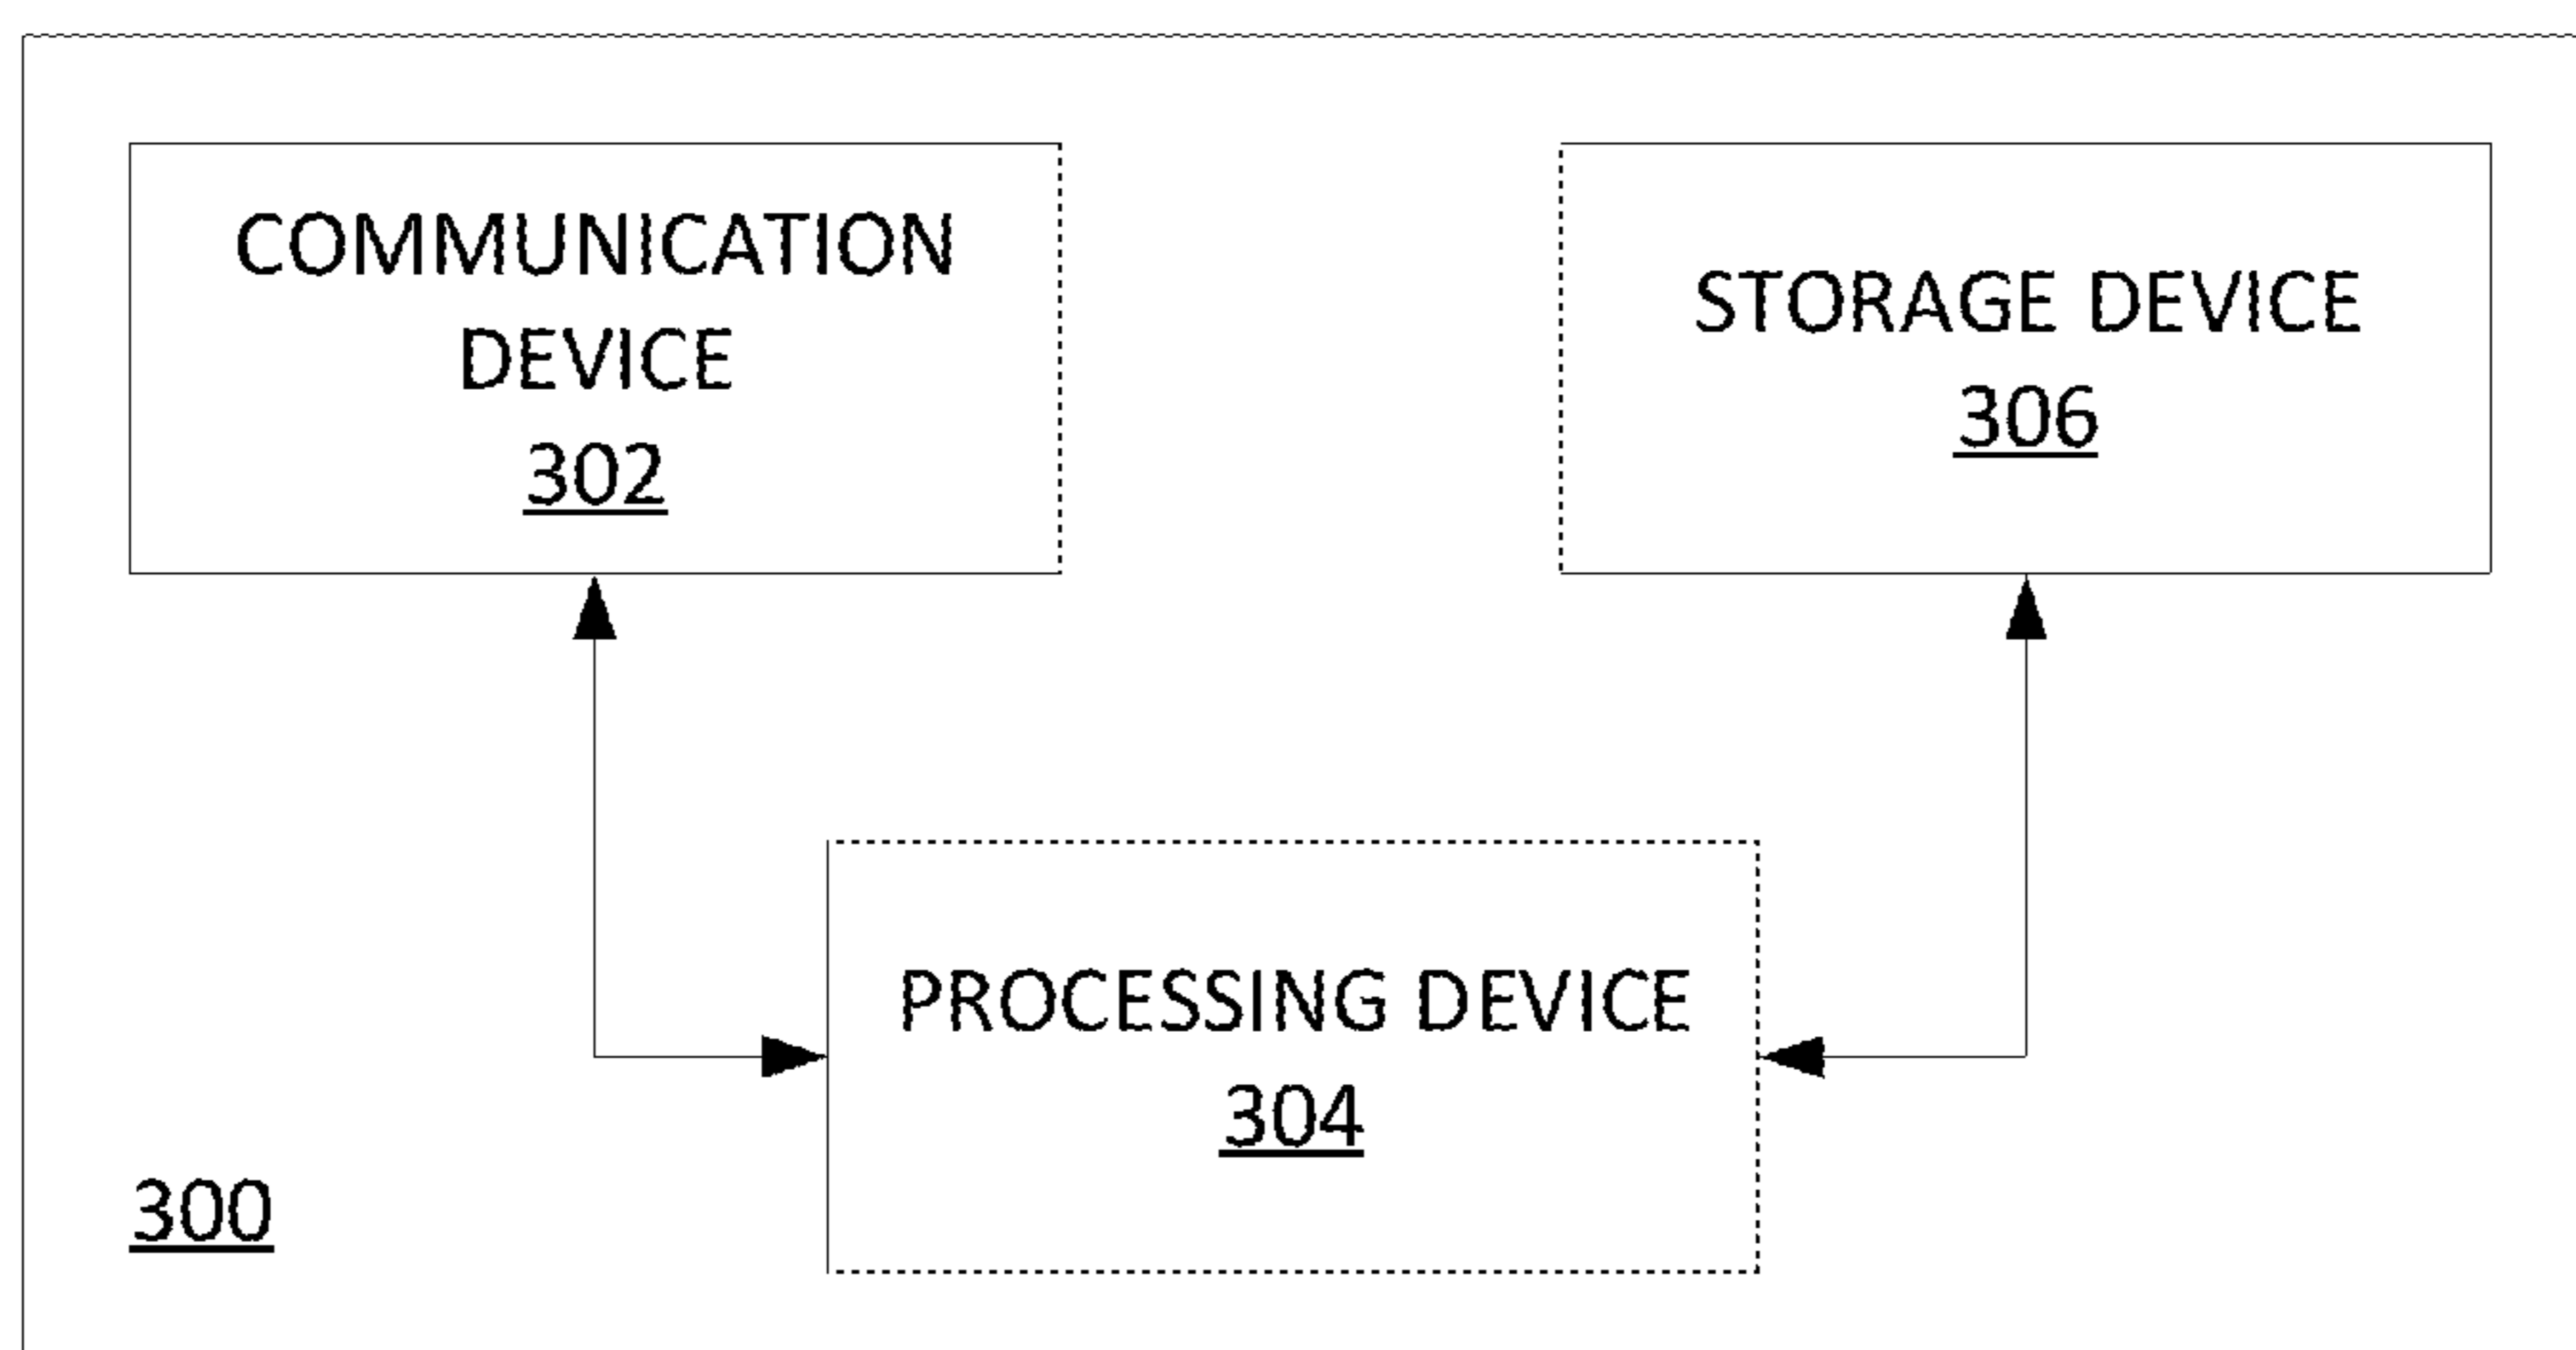 COMMUNICATION
DEVICE
302
STORAGE DEVICE
306
PROCESSING DEVICE
304
300